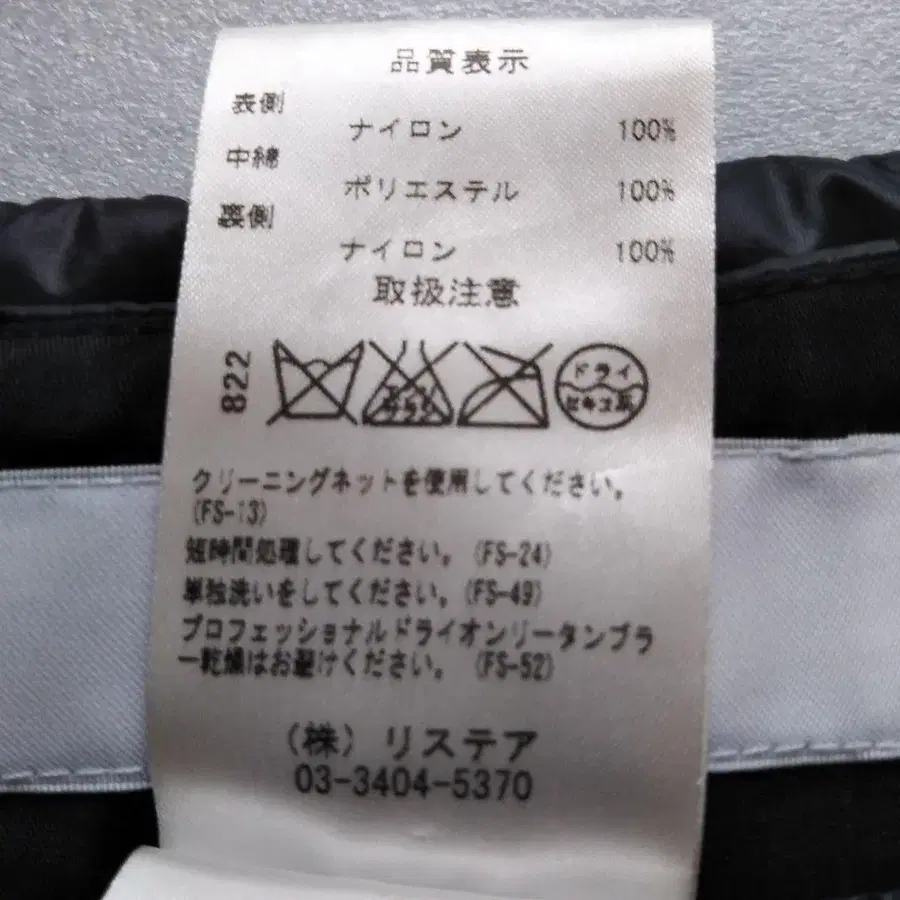 品質表示
表側
ナイロン 100%
中綿
ポリエステル 100%
裏側
ナイロン 100%
取扱注意
822
エンソ
サラシ
ドライ
セキユ系
クリーニングネットを使用してください。
(FS-13)
短時間処理してください。(FS-24)
単独洗いをしてください。(FS-49)
プロフェッショナルドライオンリータンブラ
ー乾燥はお避けください。(FS-52)
(株) リステア
03-3404-5370